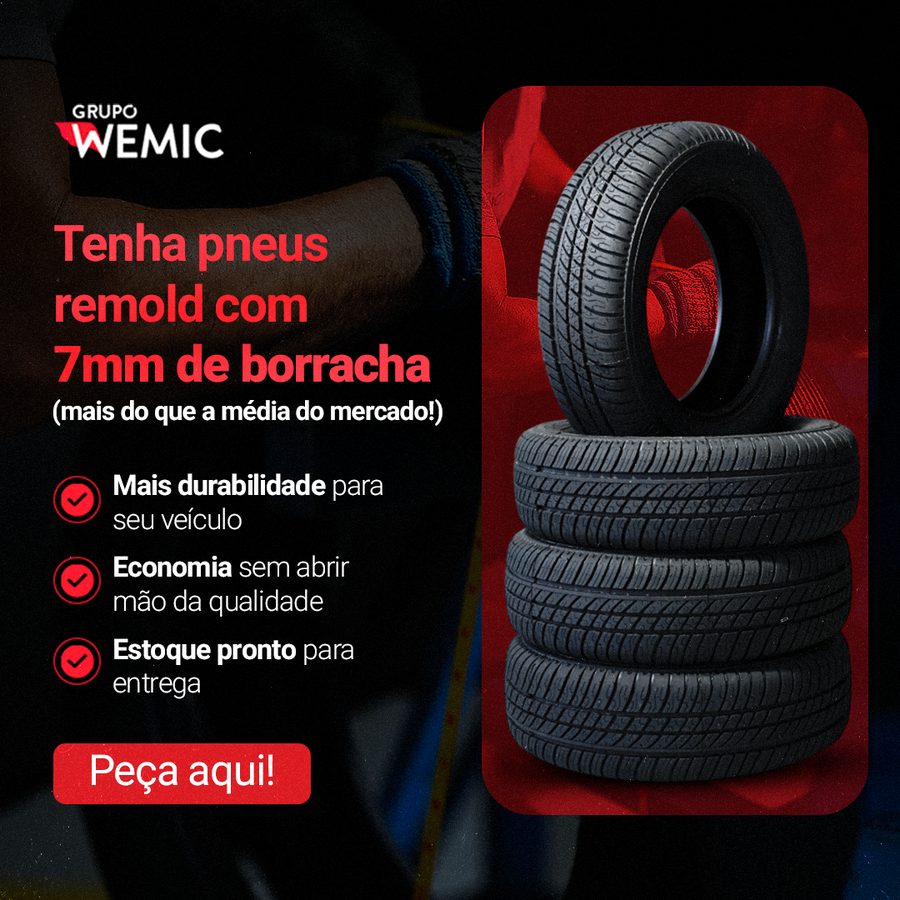 GRUPO
WEMIC
Tenha pneus
remold com
7mm de borracha
(mais do que a média do mercado!)
Mais durabilidade para
seu veículo
Economia sem abrir
mão da qualidade
Estoque pronto para
entrega
Peça aqui!